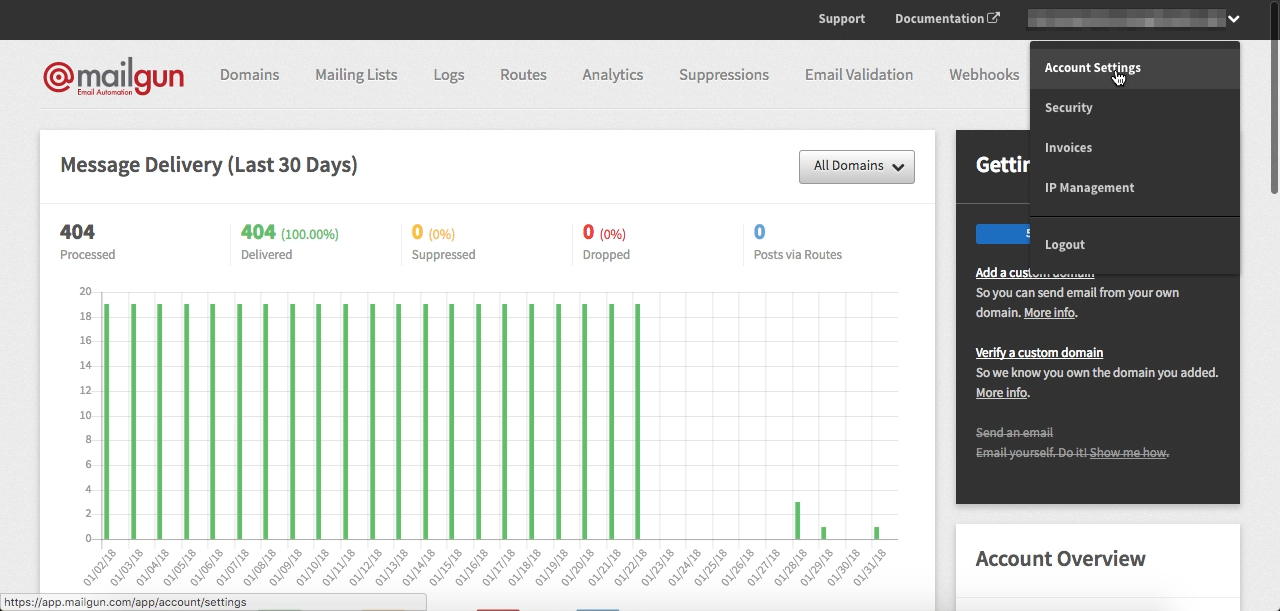 Support Documentation
@mailgun
Email Automation
Domains Mailing Lists Logs Routes Analytics Suppressions Email Validation Webhooks
Account Settings
Security
Invoices
IP Management
Logout
Message Delivery (Last 30 Days)
All Domains
404
Processed
404 (100.00%)
Delivered
0 (0%)
Suppressed
0 (0%)
Dropped
0
Posts via Routes
20
18
16
14
12
10
8
6
4
2
0
01/02/18 01/03/18 01/04/18 01/05/18 01/06/18 01/07/18 01/08/18 01/09/18 01/10/18 01/11/18 01/12/18 01/13/18 01/14/18 01/15/18 01/16/18 01/17/18 01/18/18 01/19/18 01/20/18 01/21/18 01/22/18 01/23/18 01/24/18 01/25/18 01/26/18 01/27/18 01/28/18 01/29/18 01/30/18 01/31/18
Add a custom domain
So you can send email from your own
domain. More info.
Verify a custom domain
So we know you own the domain you added.
More info.
Send an email
Email yourself. Do it! Show me how.
Account Overview
https://app.mailgun.com/app/account/settings